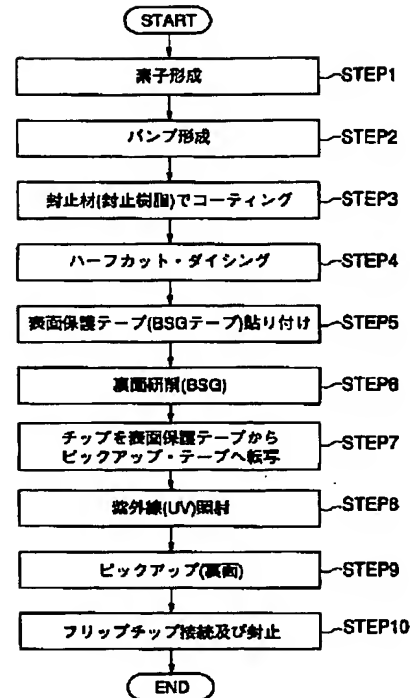 START
素子形成
STEP1
バンプ形成
STEP2
封止材(封止樹脂)でコーティング
STEP3
ハーフカット・ダイシング
STEP4
表面保護テープ(BSGテープ)貼り付け
STEP5
裏面研削(BSG)
STEP6
チップを表面保護テープから
ピックアップ・テープへ転写
STEP7
紫外線(UV)照射
STEP8
ピックアップ(裏面)
STEP9
フリップチップ接続及び封止
STEP10
END